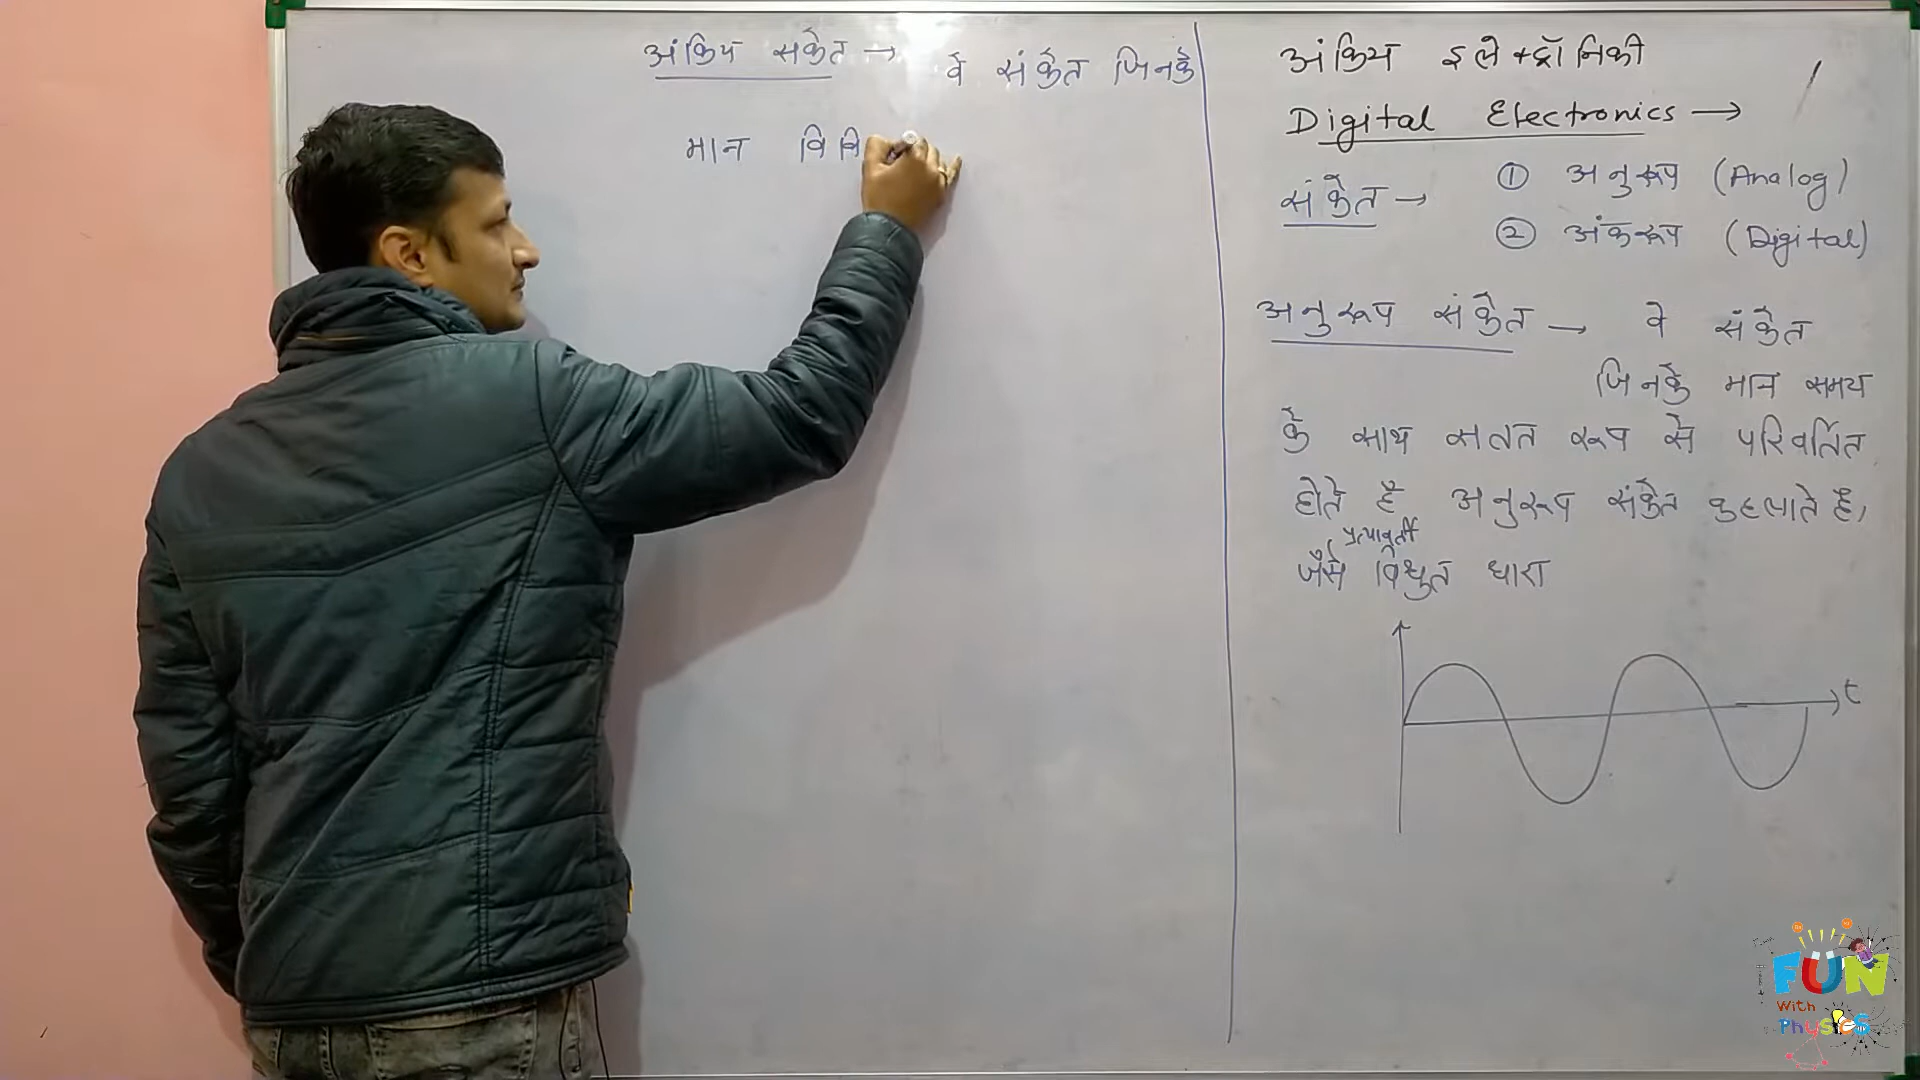 अंकिय संकेत → वे संकेत जिनके
मान वि
अंकिय इलेक्ट्रॉनिकी
Digital Electronics →
संकेत → ① अनुरूप (Analog)
② अंकरूप (Digital)
अनुरूप संकेत → वे संकेत
जिनके मान समय
के साथ सतत रूप से परिवर्तित
होते है अनुरूप संकेत कहलाते है,
प्रत्यावर्ती
जैसे विधुत धारा
t
FUN
With
Physics